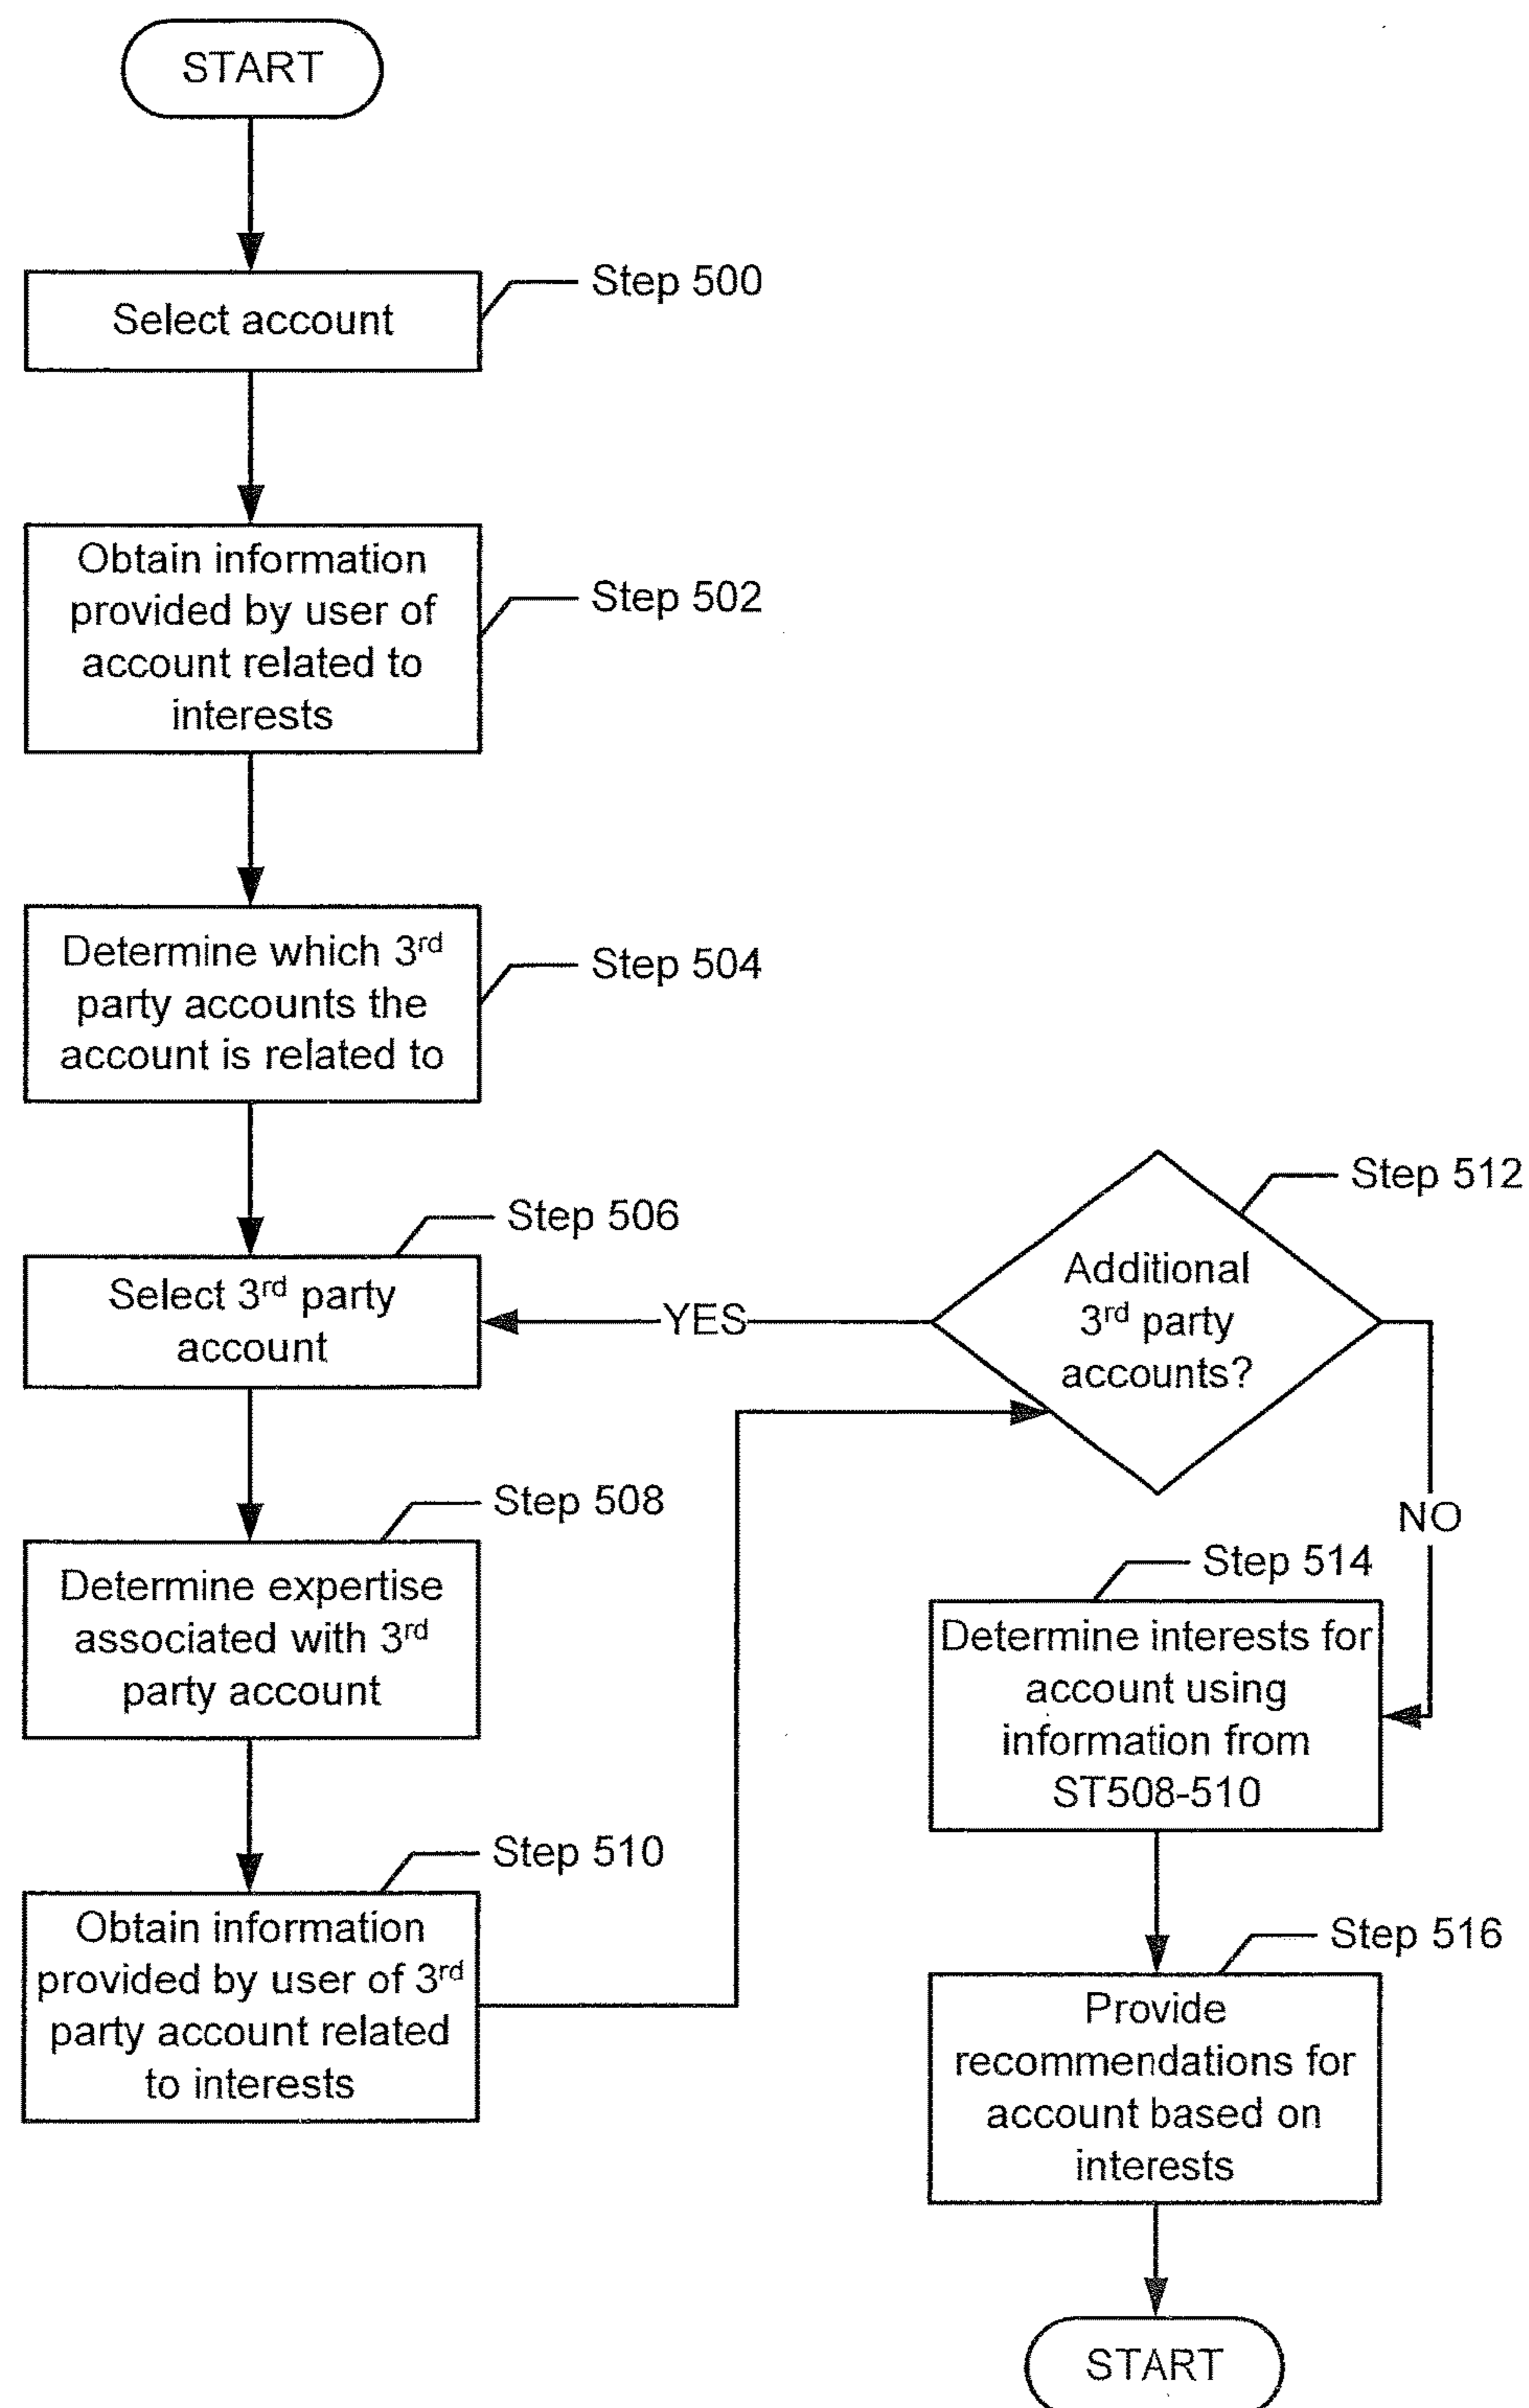 START
Select account
Step 500
Obtain information
provided by user of
account related to
interests
Step 502
Determine which 3rd
party accounts the
account is related to
Step 504
Step 506
Select 3rd party
account
Step 508
Determine expertise
associated with 3rd
party account
Step 510
Obtain information
provided by user of 3rd
party account related
to interests
Step 512
Additional
3rd party
accounts?
YES
NO
Step 514
Determine interests for
account using
information from
ST508-510
Step 516
Provide
recommendations for
account based on
interests
START